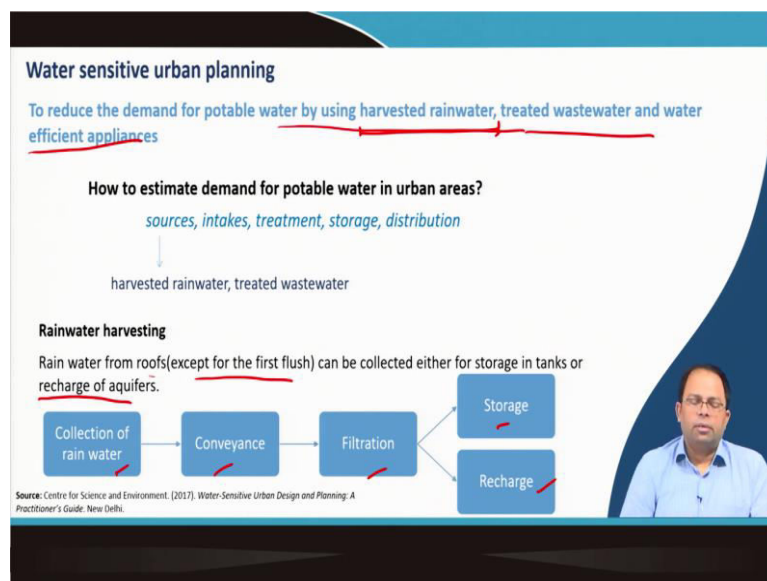 Water sensitive urban planning
To reduce the demand for potable water by using harvested rainwater, treated wastewater and water
efficient appliances
How to estimate demand for potable water in urban areas?
sources, intakes, treatment, storage, distribution
harvested rainwater, treated wastewater
Rainwater harvesting
Rain water from roofs(except for the first flush) can be collected either for storage in tanks or
recharge of aquifers.
Collection of
rain water
Conveyance
Filtration
Storage
Recharge
Source: Centre for Science and Environment. (2017). Water-Sensitive Urban Design and Planning: A
Practitioner's Guide. New Delhi.